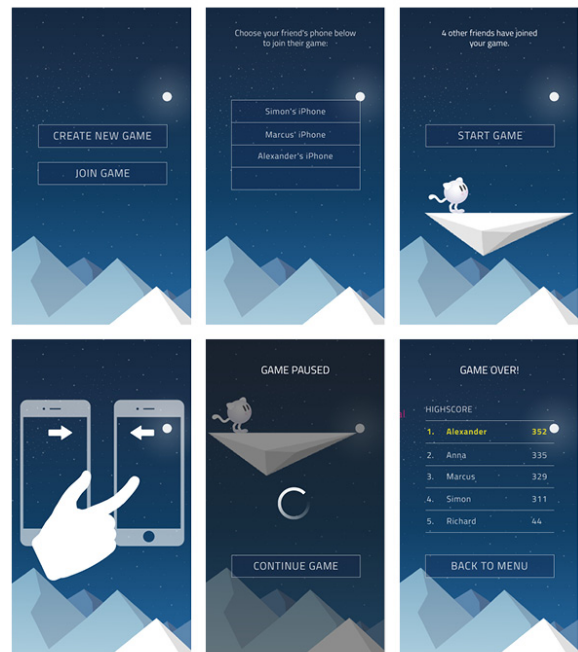 CREATE NEW GAME
JOIN GAME
Choose your friend's phone below
to join their game:
Simon's iPhone
Marcus' iPhone
Alexander's iPhone
4 other friends have joined
your game.
START GAME
GAME PAUSED
CONTINUE GAME
GAME OVER!
HIGHSCORE
1. Alexander 352
2. Anna 335
3. Marcus 329
4. Simon 311
5. Richard 44
BACK TO MENU